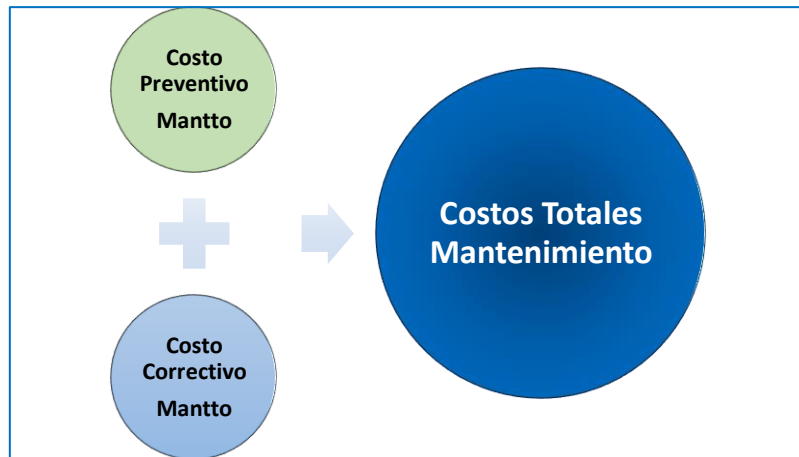 Costo
Preventivo
Mantto
Costo
Correctivo
Mantto
Costos Totales
Mantenimiento